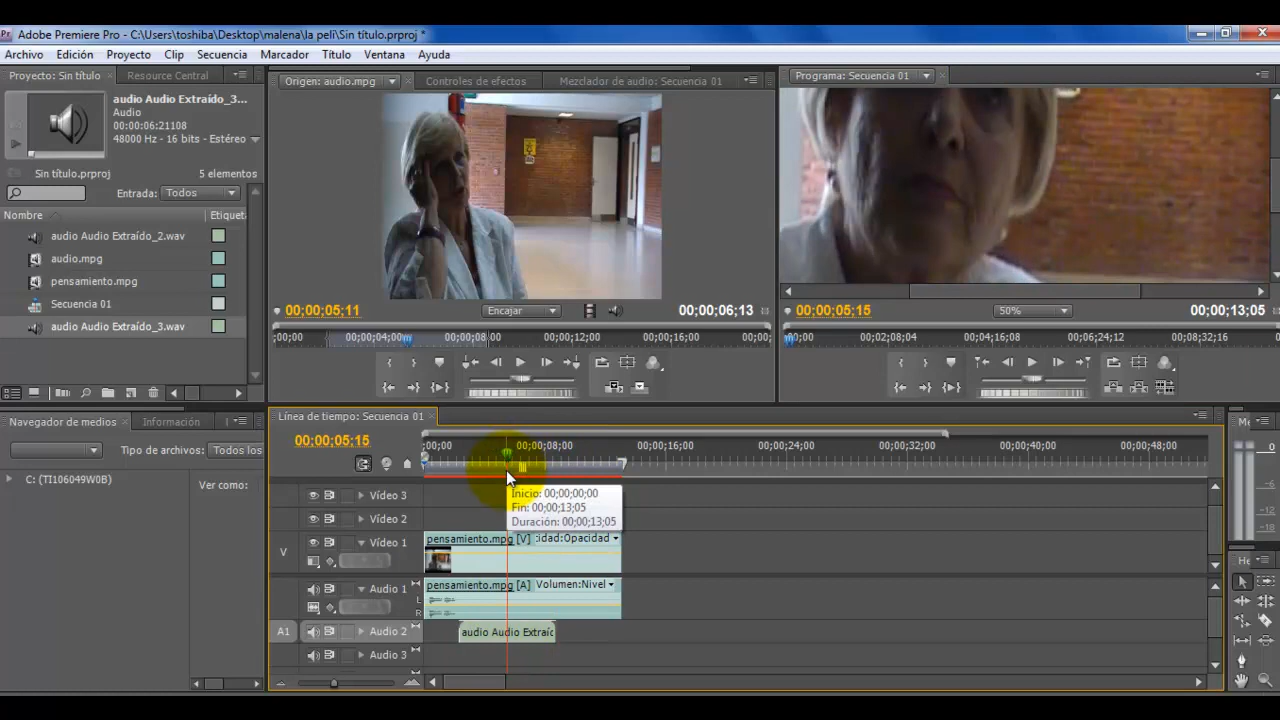 Adobe Premiere Pro - C:\Users\toshiba\Desktop\malena\la peli\Sin título.prproj *
Archivo Edición Proyecto Clip Secuencia Marcador Título Ventana Ayuda
Proyecto: Sin título Resource Central
audio Audio Extraído_3...
Audio
00:00:06:21108
48000 Hz - 16 bits - Estéreo
Sin título.prproj 5 elementos
Entrada: Todos
Nombre Etiquet
audio Audio Extraído_2.wav
audio.mpg
pensamiento.mpg
Secuencia 01
audio Audio Extraído_3.wav
Origen: audio.mpg Controles de efectos Mezclador de audio: Secuencia 01
00;00;05;11 Encajar 00;00;06;13
;00;00 00;00;04;00 00;00;08;00 00;00;12;00 00;00;16;00 00;00;
Programa: Secuencia 01
00;00;05;15 50% 00;00;13;05
;00;00 00;02;08;04 00;04;16;08 00;06;24;12 00;08;32;16
Navegador de medios Información
Tipo de archivos: Todos los
C: (TI106049W0B) Ver como:
Línea de tiempo: Secuencia 01
00;00;05;15
;00;00 00;00;08;00 00;00;16;00 00;00;24;00 00;00;32;00 00;00;40;00 00;00;48;00
Inicio: 00;00;00;00
Fin: 00;00;13;05
Duración: 00;00;13;05
Vídeo 3
Vídeo 2
V Vídeo 1 pensamiento.mpg [V] :idad:Opacidad
Audio 1 pensamiento.mpg [A] Volumen:Nivel
L
R
A1 Audio 2 audio Audio Extraíc
Audio 3
Me
0
-6
-12
-18
He